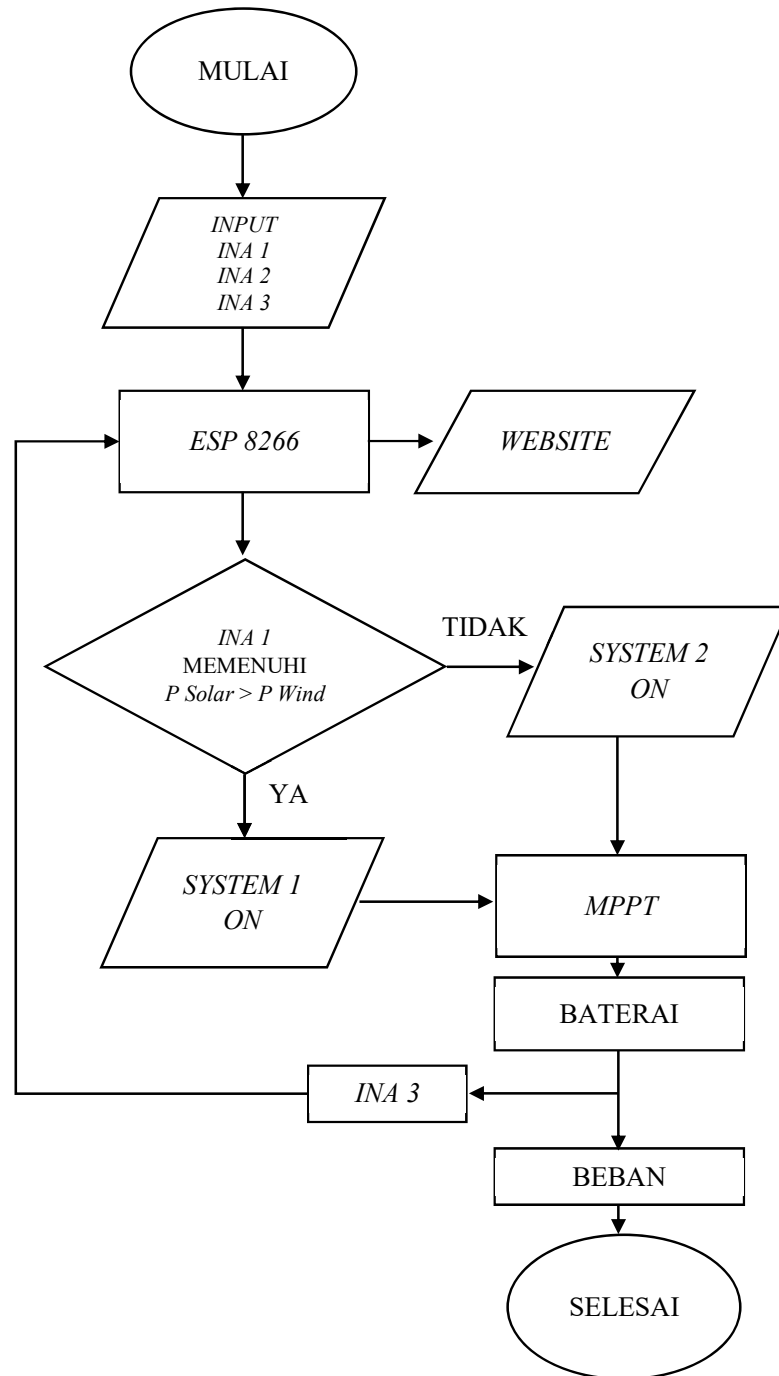 MULAI
INPUT
INA 1
INA 2
INA 3
ESP 8266
WEBSITE
INA 1
MEMENUHI
P Solar > P Wind
TIDAK
SYSTEM 2
ON
YA
SYSTEM 1
ON
MPPT
BATERAI
INA 3
BEBAN
SELESAI